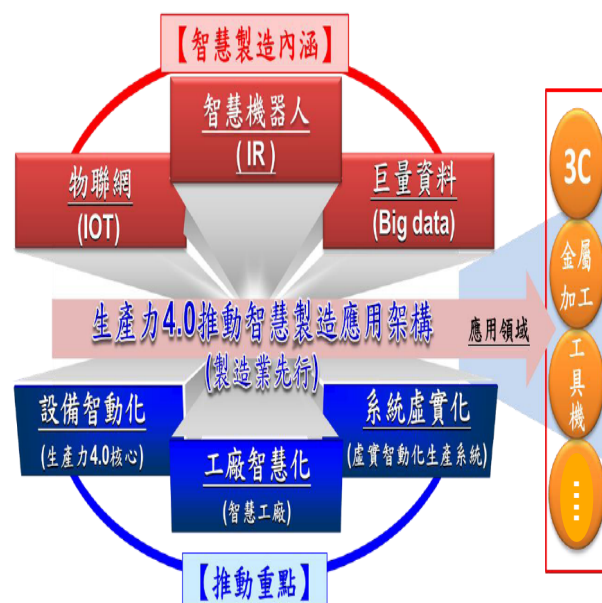 【智慧製造內涵】
智慧機器人
(IR)
物聯網
(IOT)
巨量資料
(Big data)
生產力4.0推動智慧製造應用架構
(製造業先行)
應用領域
3C
金屬
加工
工具機
設備智動化
(生產力4.0核心)
工廠智慧化
(智慧工廠)
系統虛實化
(虛實智動化生產系統)
【推動重點】